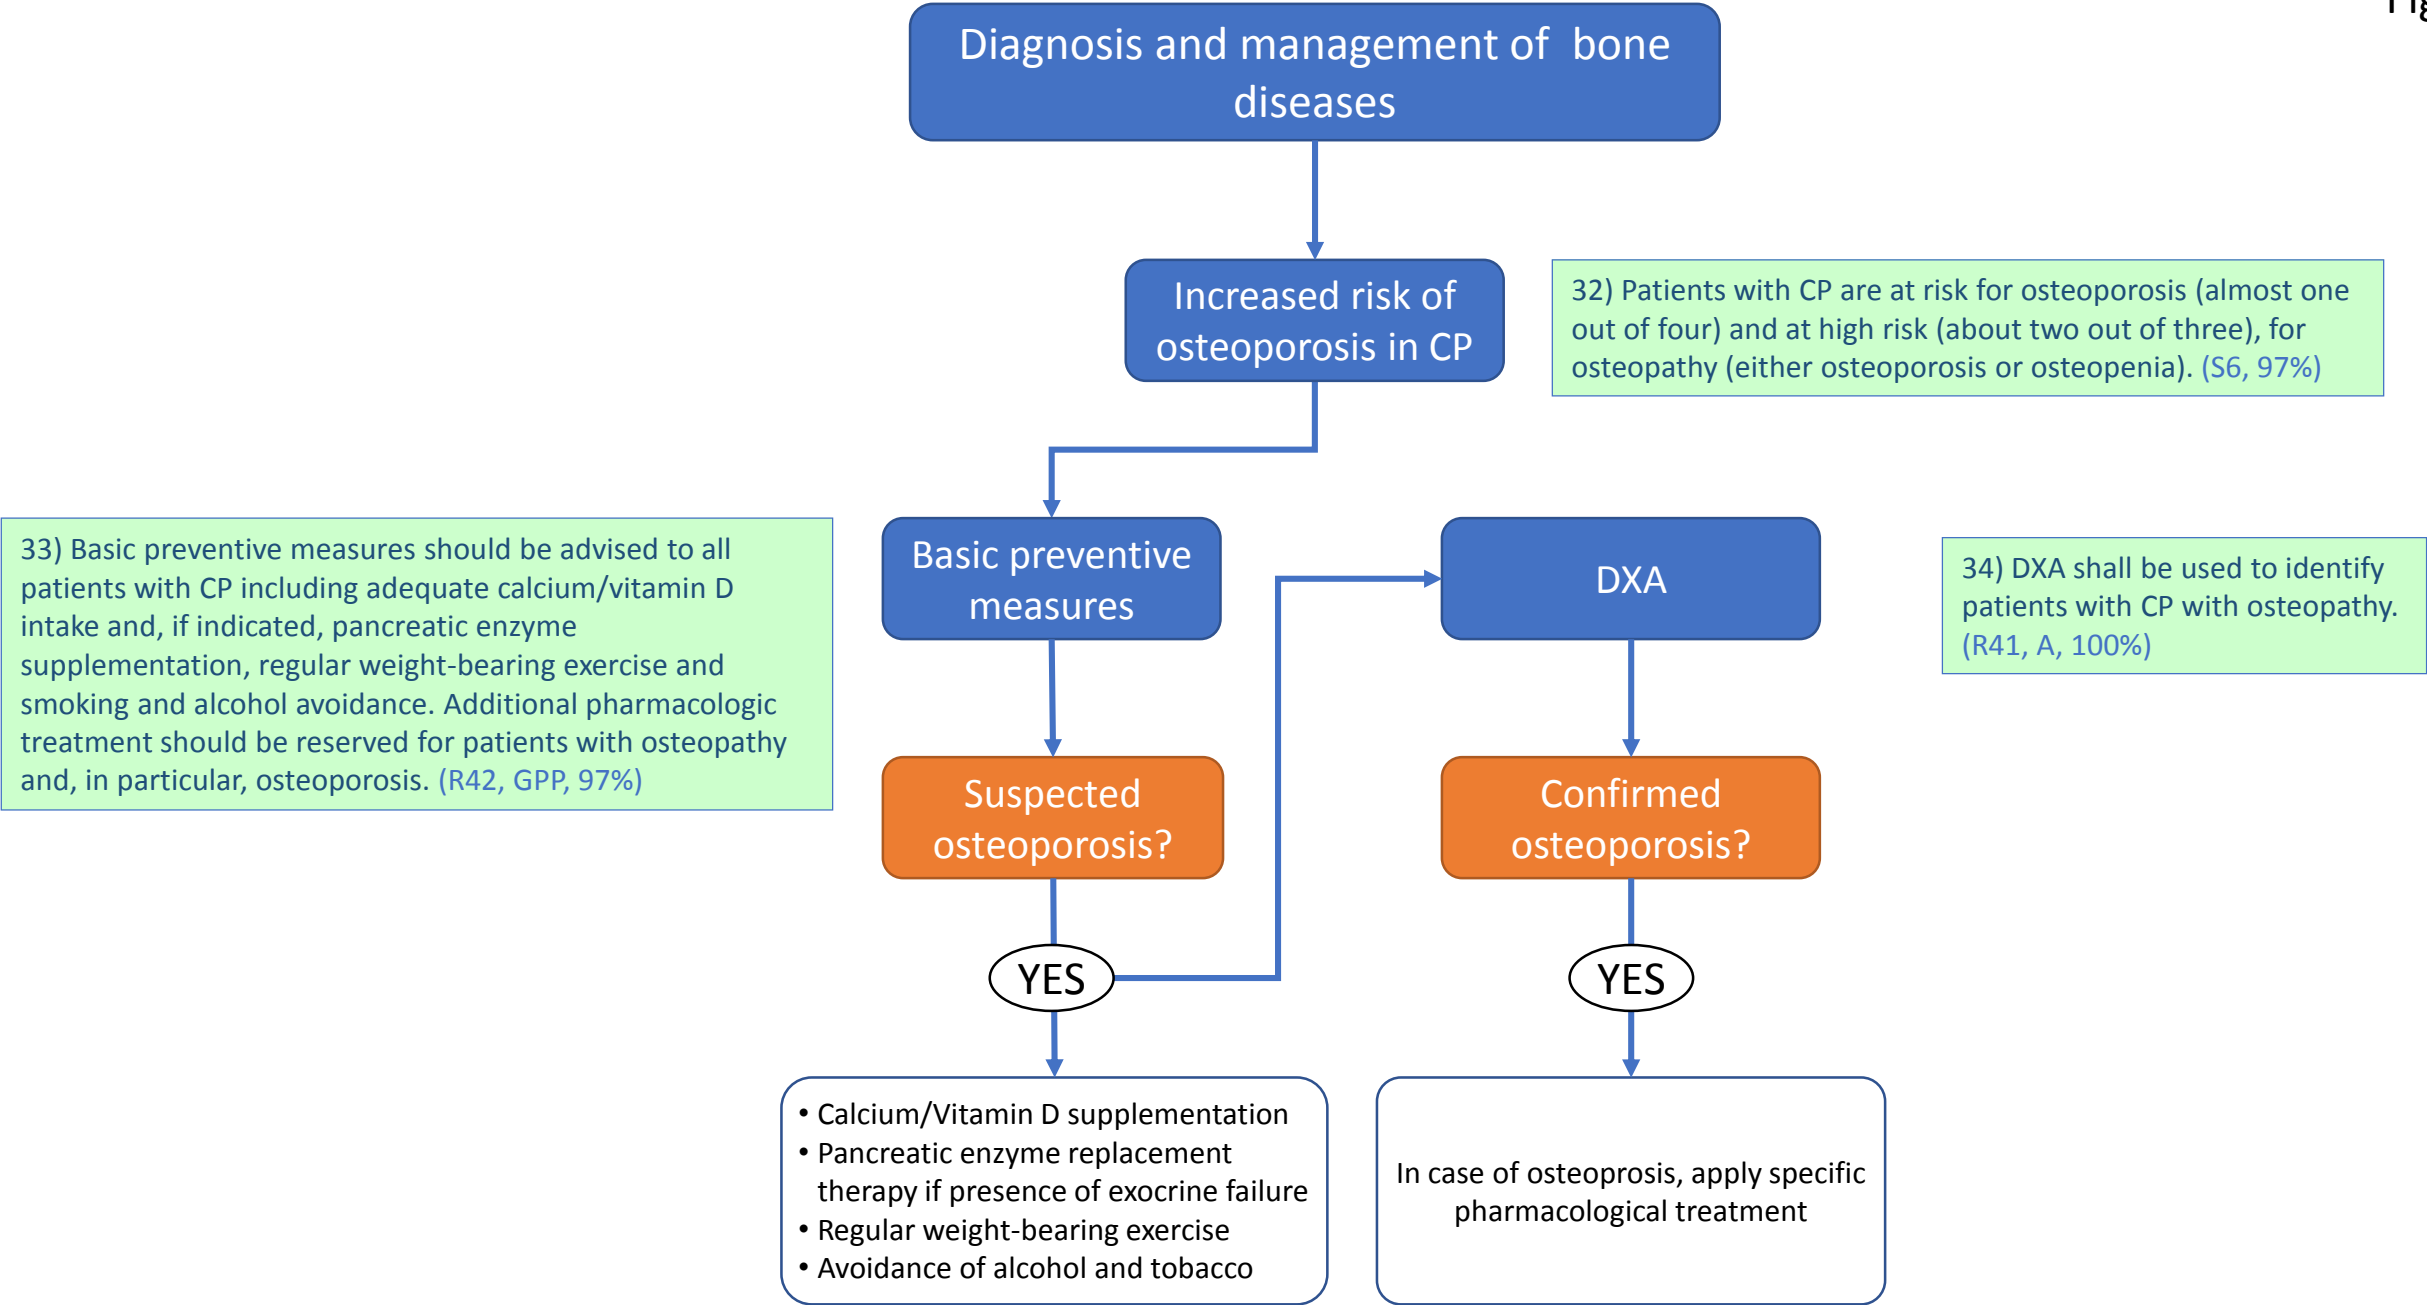 Fig
Diagnosis and management of bone
diseases
Increased risk of
osteoporosis in CP
32) Patients with CP are at risk for osteoporosis (almost one
out of four) and at high risk (about two out of three), for
osteopathy (either osteoporosis or osteopenia). (S6, 97%)
33) Basic preventive measures should be advised to all
patients with CP including adequate calcium/vitamin D
intake and, if indicated, pancreatic enzyme
supplementation, regular weight-bearing exercise and
smoking and alcohol avoidance. Additional pharmacologic
treatment should be reserved for patients with osteopathy
and, in particular, osteoporosis. (R42, GPP, 97%)
Basic preventive
measures
DXA
34) DXA shall be used to identify
patients with CP with osteopathy.
(R41, A, 100%)
Suspected
osteoporosis?
Confirmed
osteoporosis?
YES
YES
• Calcium/Vitamin D supplementation
• Pancreatic enzyme replacement
therapy if presence of exocrine failure
• Regular weight-bearing exercise
• Avoidance of alcohol and tobacco
In case of osteoprosis, apply specific
pharmacological treatment